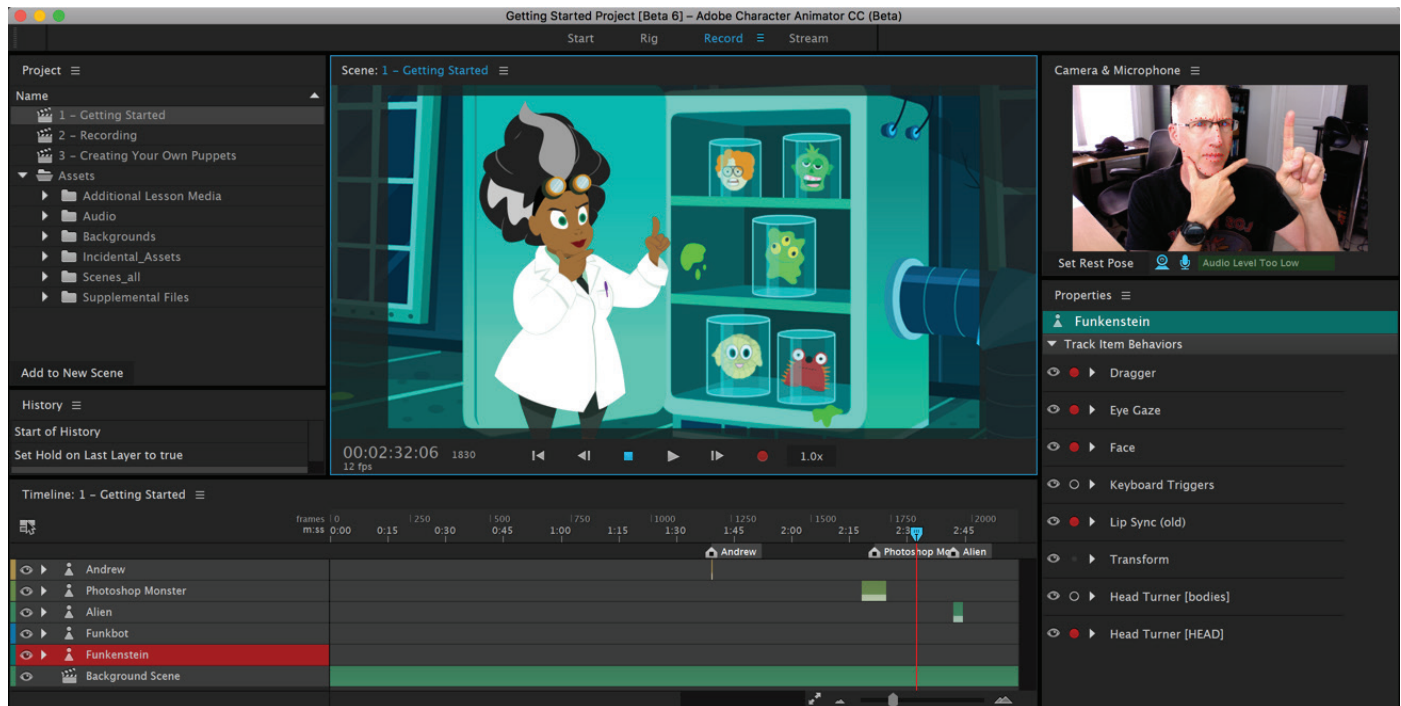 Getting Started Project [Beta 6] – Adobe Character Animator CC (Beta)
Start Rig Record Stream
Project
Name
1 – Getting Started
2 – Recording
3 – Creating Your Own Puppets
Assets
Additional Lesson Media
Audio
Backgrounds
Incidental_Assets
Scenes_all
Supplemental Files
Add to New Scene
History
Start of History
Set Hold on Last Layer to true
Scene: 1 – Getting Started
00:02:32:06 1830 1.0x
12 fps
Camera & Microphone
Set Rest Pose Audio Level Too Low
Properties
Funkenstein
Track Item Behaviors
Dragger
Eye Gaze
Face
Keyboard Triggers
Lip Sync (old)
Transform
Head Turner [bodies]
Head Turner [HEAD]
Timeline: 1 – Getting Started
frames 0 250 500 750 1000 1250 1500 1750 2000
m:ss 0:00 0:15 0:30 0:45 1:00 1:15 1:30 1:45 2:00 2:15 2:3 2:45
Andrew Photoshop Mo Alien
Andrew
Photoshop Monster
Alien
Funkbot
Funkenstein
Background Scene